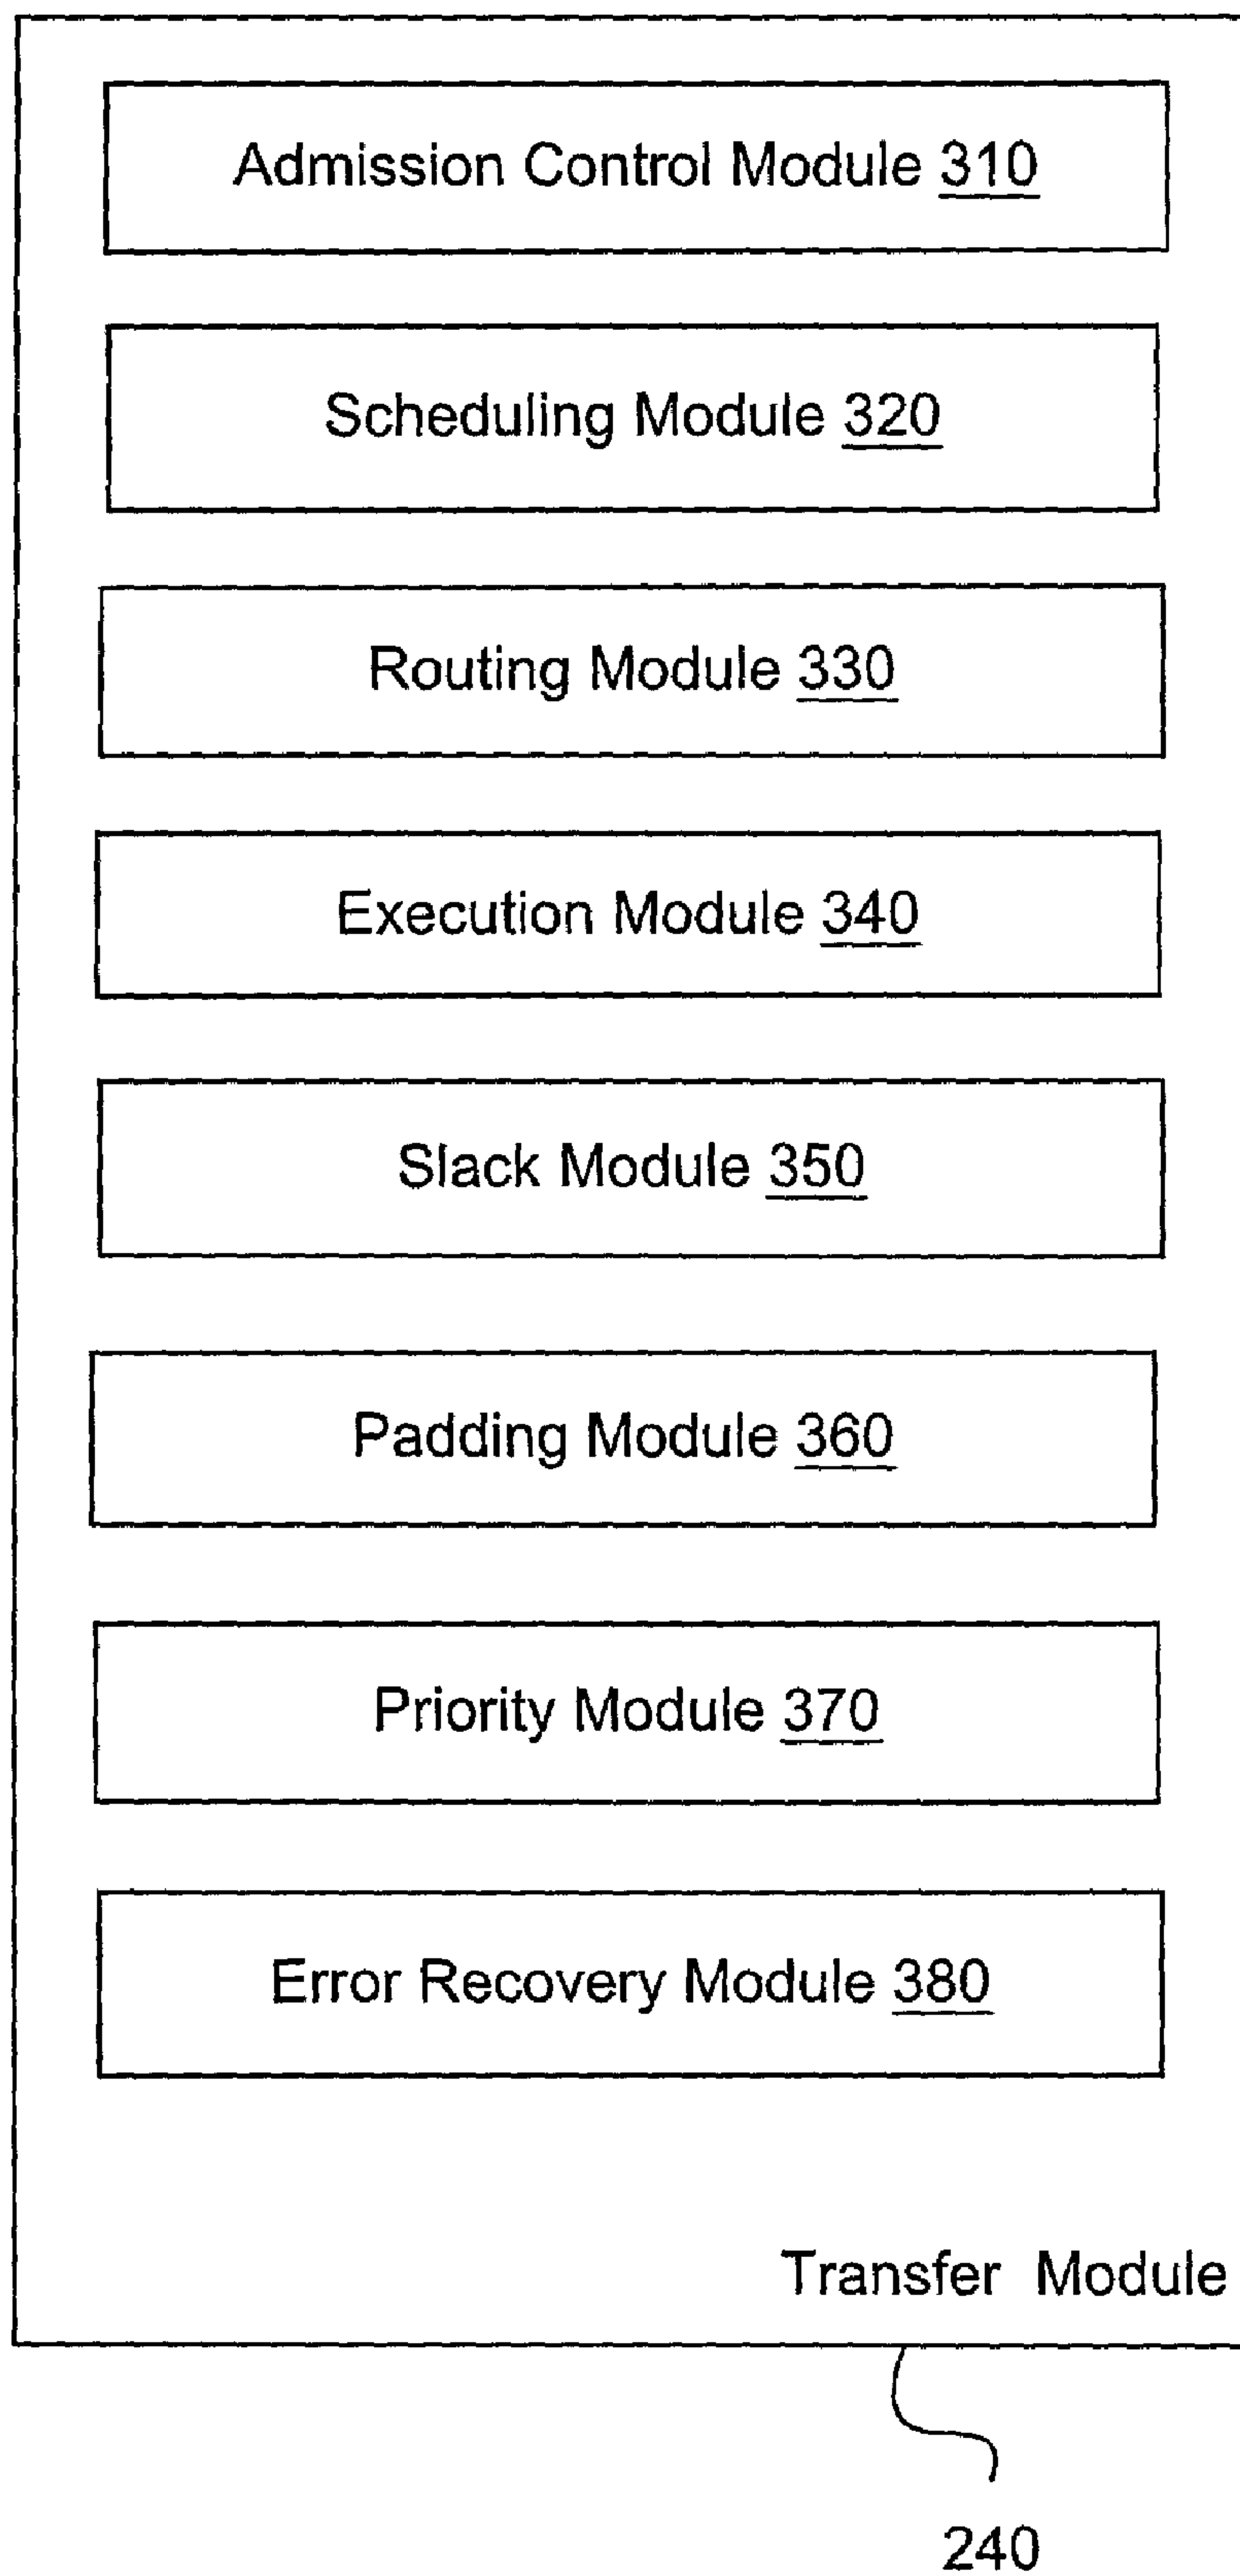 Admission Control Module 310
Scheduling Module 320
Routing Module 330
Execution Module 340
Slack Module 350
Padding Module 360
Priority Module 370
Error Recovery Module 380
Transfer Module
240